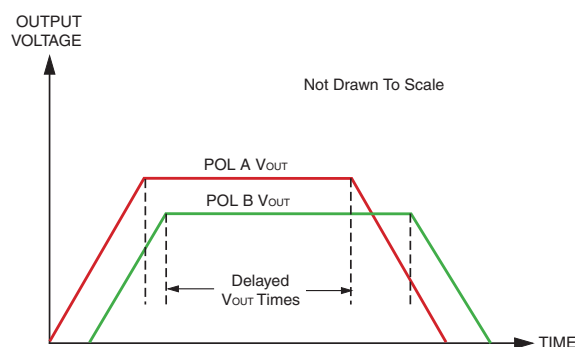 OUTPUT
VOLTAGE
Not Drawn To Scale
POL A VOUT
POL B VOUT
Delayed
VOUT Times
TIME